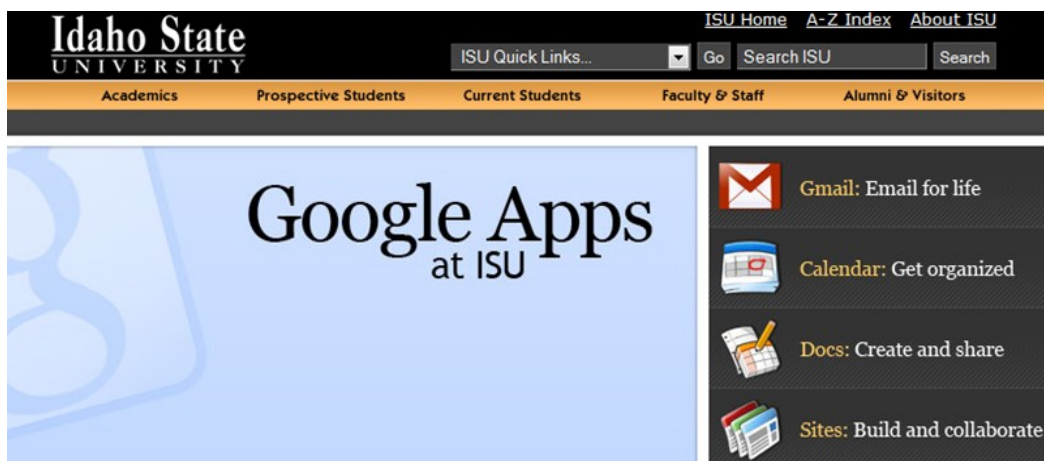 Idaho State
UNIVERSITY
ISU Home A-Z Index About ISU
ISU Quick Links... Go Search ISU Search
Academics Prospective Students Current Students Faculty & Staff Alumni & Visitors
Google Apps
at ISU
Gmail: Email for life
Calendar: Get organized
Docs: Create and share
Sites: Build and collaborate